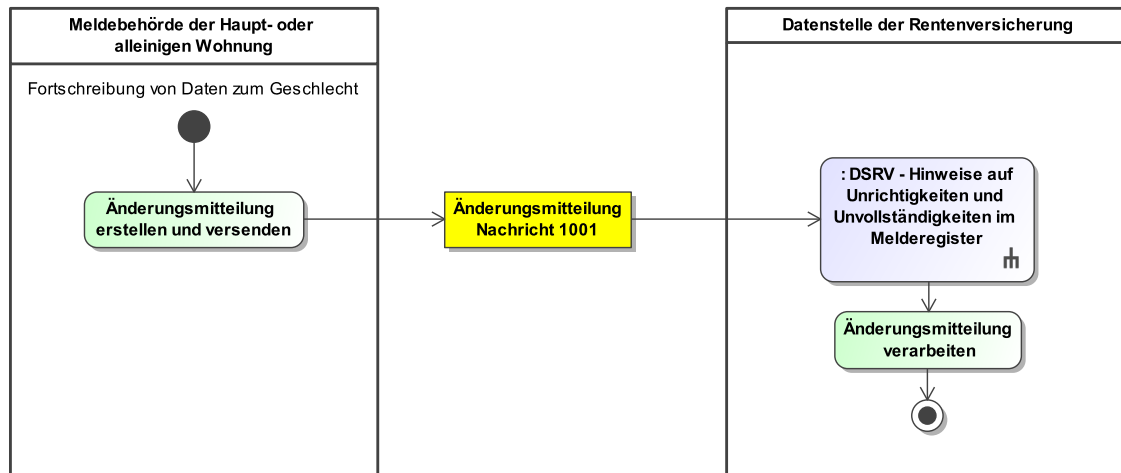 Meldebehörde der Haupt- oder
alleinigen Wohnung
Fortschreibung von Daten zum Geschlecht
Änderungsmitteilung
erstellen und versenden
Änderungsmitteilung
Nachricht 1001
Datenstelle der Rentenversicherung
: DSRV - Hinweise auf
Unrichtigkeiten und
Unvollständigkeiten im
Melderegister
Änderungsmitteilung
verarbeiten